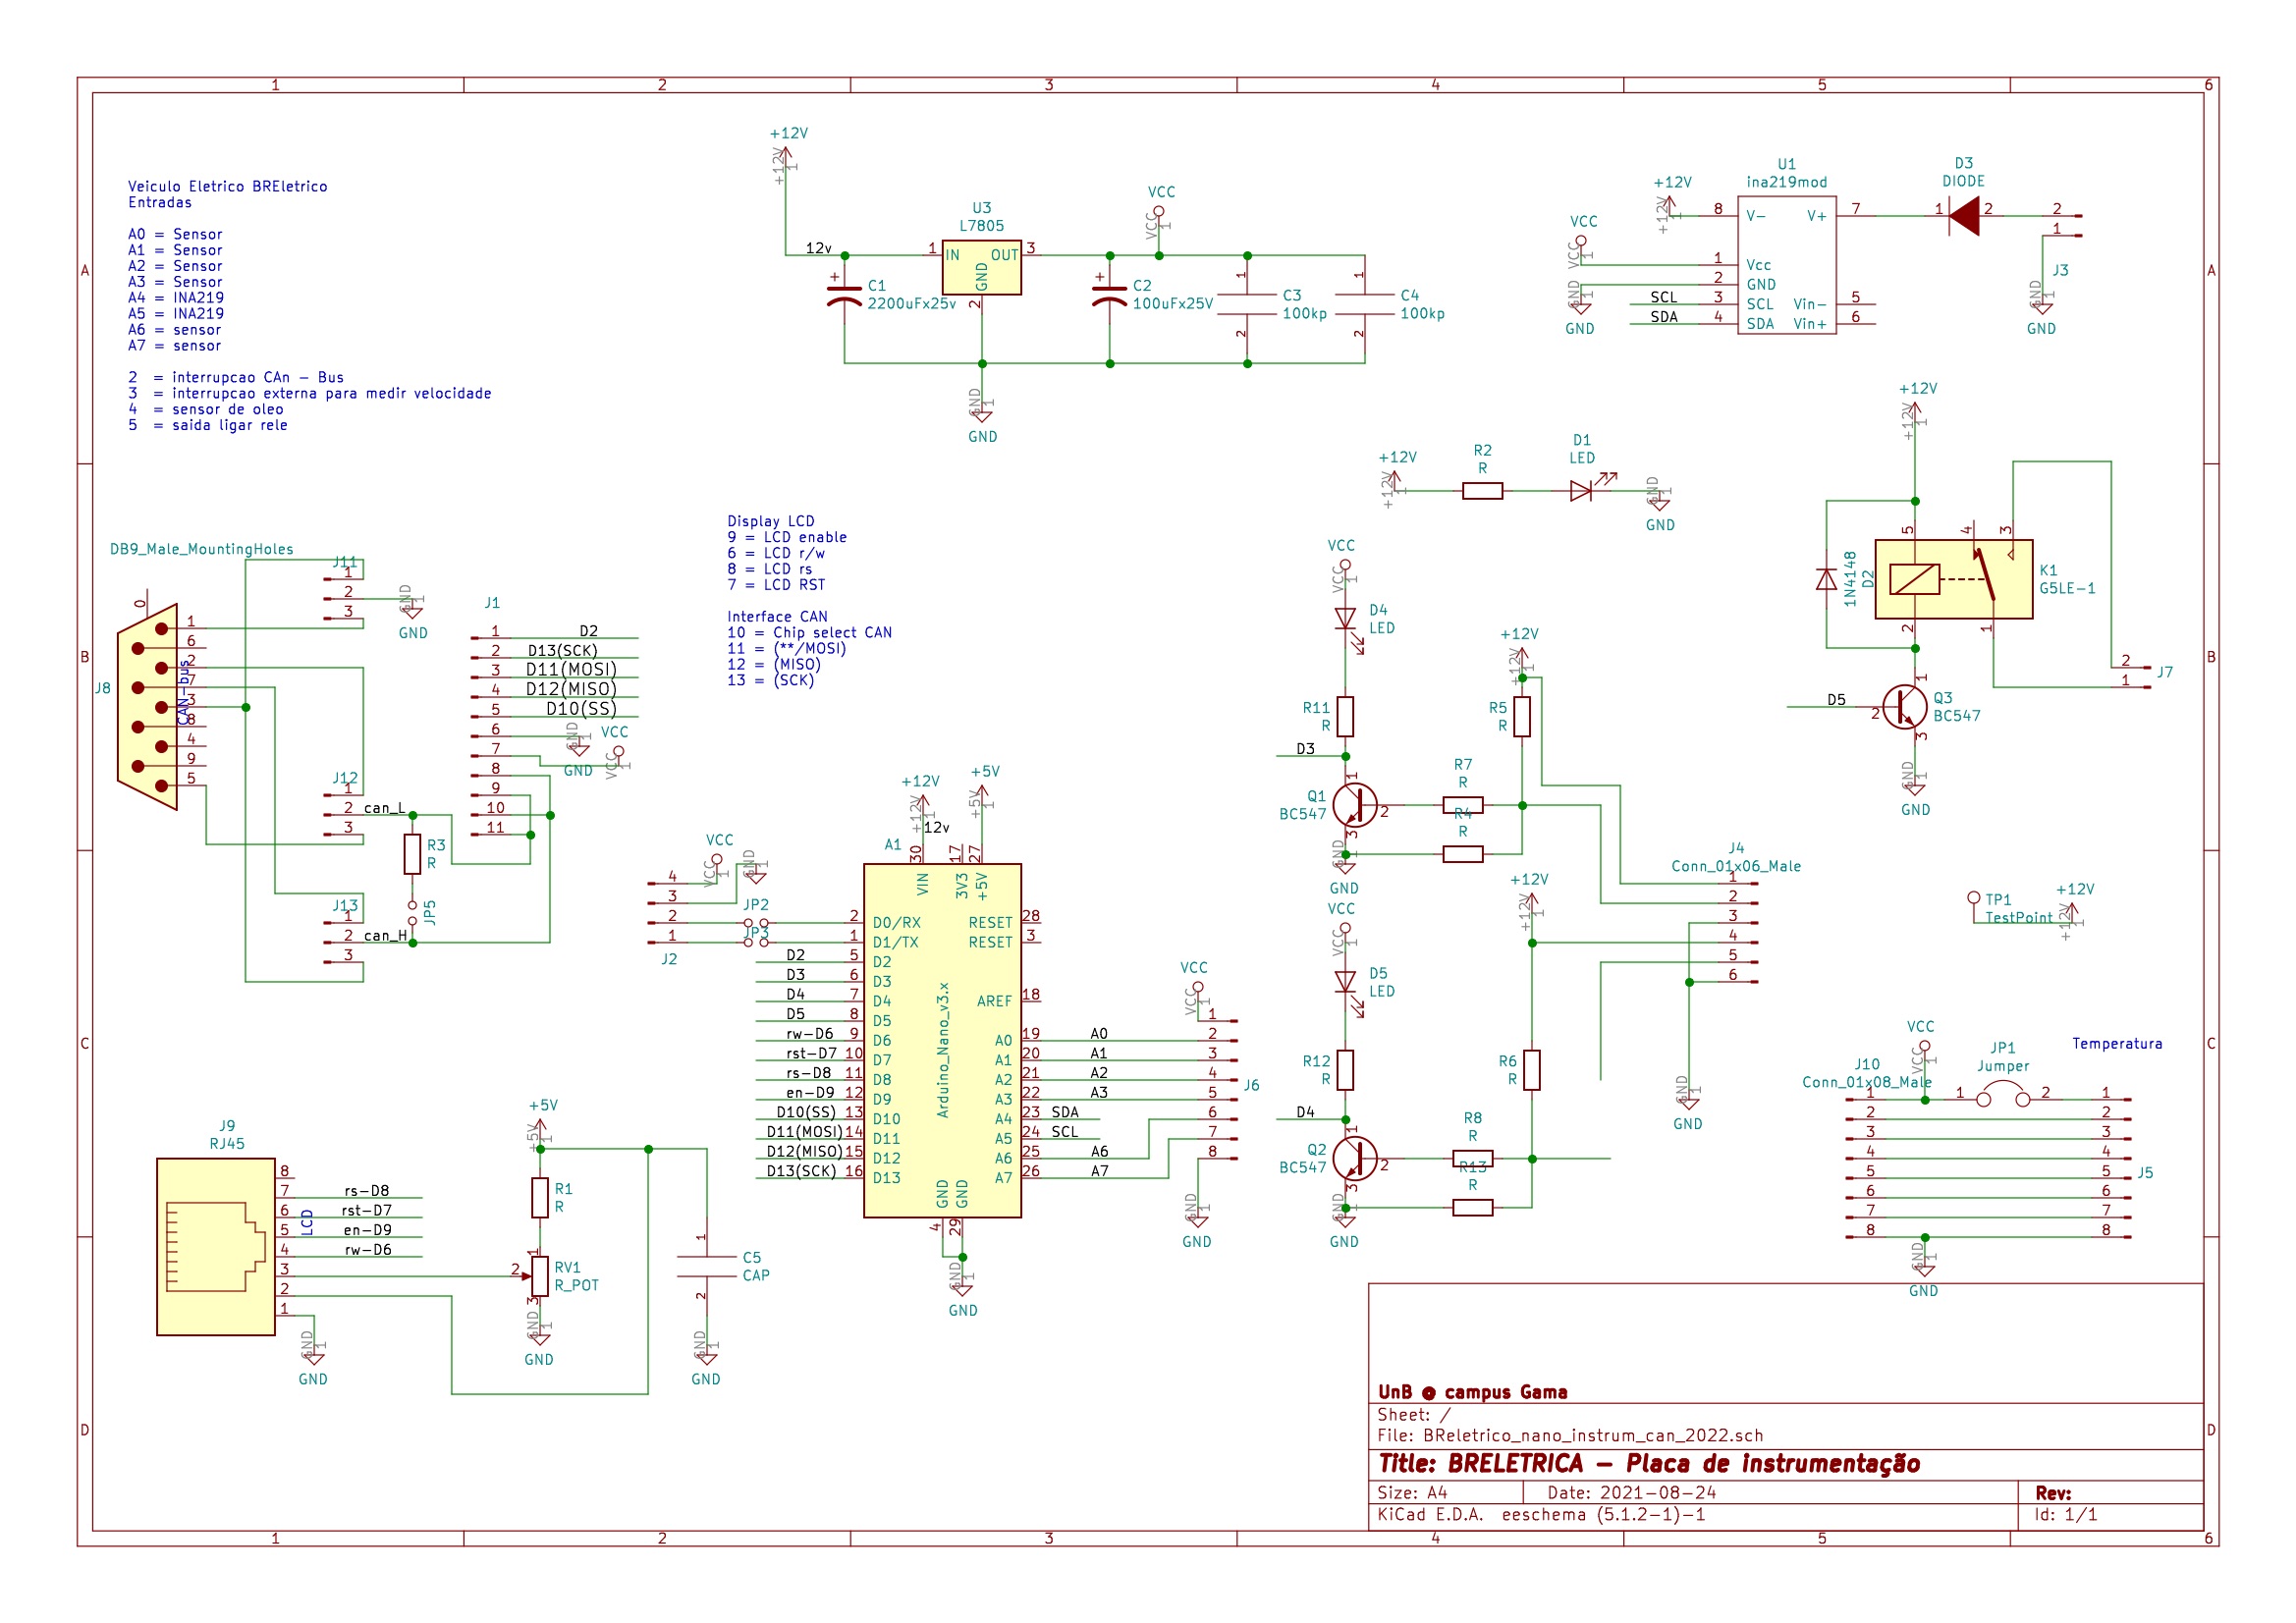 1 2 3 4 5 6
A
B
C
D
Veiculo Eletrico BREletrico
Entradas
A0 = Sensor
A1 = Sensor
A2 = Sensor
A3 = Sensor
A4 = INA219
A5 = INA219
A6 = sensor
A7 = sensor
2 = interrupcao CAn - Bus
3 = interrupcao externa para medir velocidade
4 = sensor de oleo
5 = saida ligar rele
+12V
12v
U3
L7805
1 IN OUT 3
GND
2
C1
2200uFx25v
C2
100uFx25V
VCC
C3
100kp
C4
100kp
GND
U1
ina219mod
+12V
8 V- V+ 7
VCC
1 Vcc
2 GND
SCL 3 SCL Vin- 5
SDA 4 SDA Vin+ 6
GND
D3
DIODE
1 2
2
1
J3
GND
+12V
R2
R
D1
LED
GND
+12V
5 4 3
1N4148
D2
K1
G5LE-1
2 1
2
1
J7
D5
2
1
3
Q3
BC547
GND
Display LCD
9 = LCD enable
6 = LCD r/w
8 = LCD rs
7 = LCD RST
Interface CAN
10 = Chip select CAN
11 = (**/MOSI)
12 = (MISO)
13 = (SCK)
DB9_Male_MountingHoles
J8
CAN-bus
0
1
6
2
7
3
8
4
9
5
J11
1
2
3
GND
J12
1
2 can_L
3
R3
R
JP5
J13
1
2 can_H
3
J1
1 D2
2 D13(SCK)
3 D11(MOSI)
4 D12(MISO)
5 D10(SS)
6
7
8
9
10
11
GND
VCC
VCC
4
3
2
1
J2
JP2
JP3
GND
+12V
12v
+5V
A1
30 17 27
VIN 3V3 +5V
Arduino_Nano_v3.x
2 D0/RX
1 D1/TX
D2 5 D2
D3 6 D3
D4 7 D4
D5 8 D5
rw-D6 9 D6
rst-D7 10 D7
rs-D8 11 D8
en-D9 12 D9
D10(SS) 13 D10
D11(MOSI) 14 D11
D12(MISO) 15 D12
D13(SCK) 16 D13
RESET 28
RESET 3
AREF 18
A0 19 A0
A1 20 A1
A2 21 A2
A3 22 A3
A4 23 SDA
A5 24 SCL
A6 25 A6
A7 26 A7
GND GND
4 29
GND
VCC
1
2
3
4
5
6
7
8
J6
GND
VCC
D4
LED
R11
R
D3
Q1
BC547
1
2
3
GND
R7
R
R4
R
+12V
R5
R
VCC
D5
LED
R12
R
D4
Q2
BC547
1
2
3
GND
R8
R
R13
R
+12V
R6
R
J4
Conn_01x06_Male
1
2
3
4
5
6
GND
TP1
TestPoint
+12V
VCC
J10
Conn_01x08_Male
1
2
3
4
5
6
7
8
JP1
Jumper
1 2
Temperatura
1
2
3
4
5
6
7
8
J5
GND
J9
RJ45
LCD
8
7 rs-D8
6 rst-D7
5 en-D9
4 rw-D6
3
2
1
GND
+5V
R1
R
RV1
R_POT
1
2
3
GND
C5
CAP
1
2
GND
UnB @ campus Gama
Sheet: /
File: BReletrico_nano_instrum_can_2022.sch
Title: BRELETRICA - Placa de instrumentação
Size: A4 Date: 2021-08-24 Rev:
KiCad E.D.A. eeschema (5.1.2-1)-1 Id: 1/1
1 2 3 4 5 6